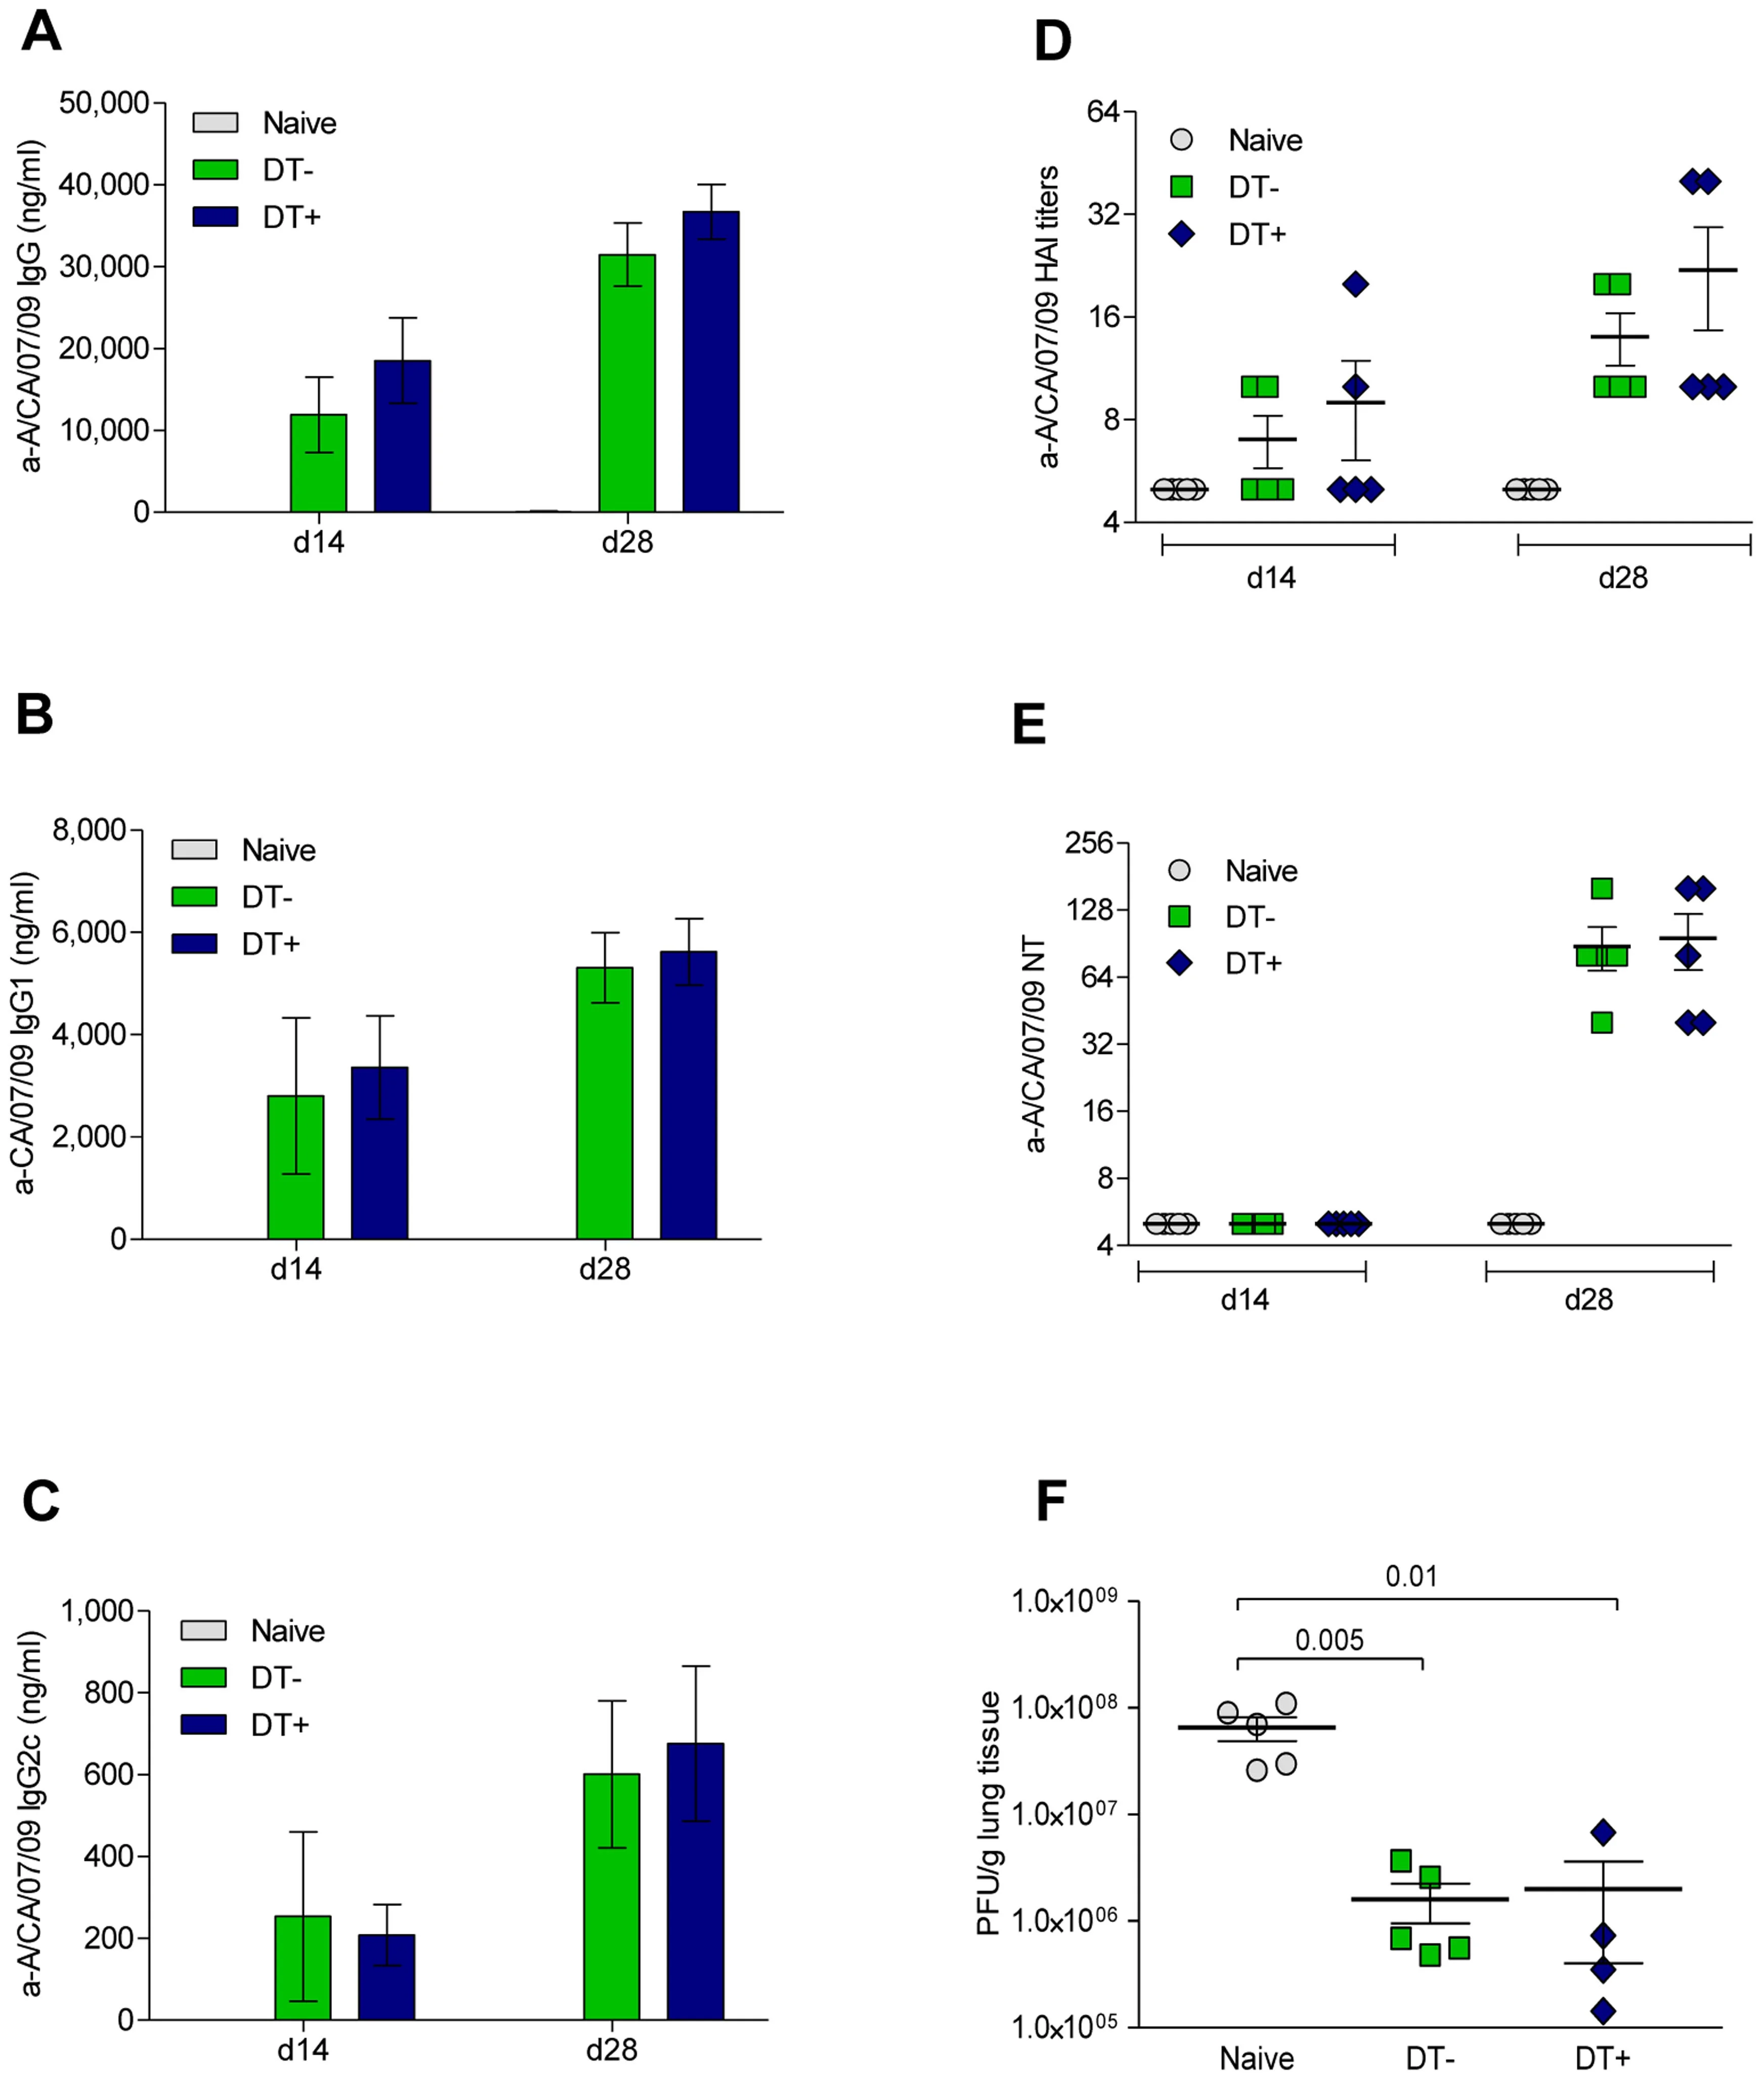 A
50,000
40,000
30,000
20,000
10,000
0
a-A/CA/07/09 IgG (ng/ml)
Naive
DT-
DT+
d14
d28
B
8,000
6,000
4,000
2,000
0
a-CA/07/09 IgG1 (ng/ml)
Naive
DT-
DT+
d14
d28
C
1,000
800
600
400
200
0
a-A/CA/07/09 IgG2c (ng/ml)
Naive
DT-
DT+
d14
d28
D
64
32
16
8
4
a-A/CA/07/09 HAI titers
Naive
DT-
DT+
d14
d28
E
256
128
64
32
16
8
4
a-A/CA/07/09 NT
Naive
DT-
DT+
d14
d28
F
0.01
0.005
1.0x10^09
1.0x10^08
1.0x10^07
1.0x10^06
1.0x10^05
PFU/g lung tissue
Naive
DT-
DT+